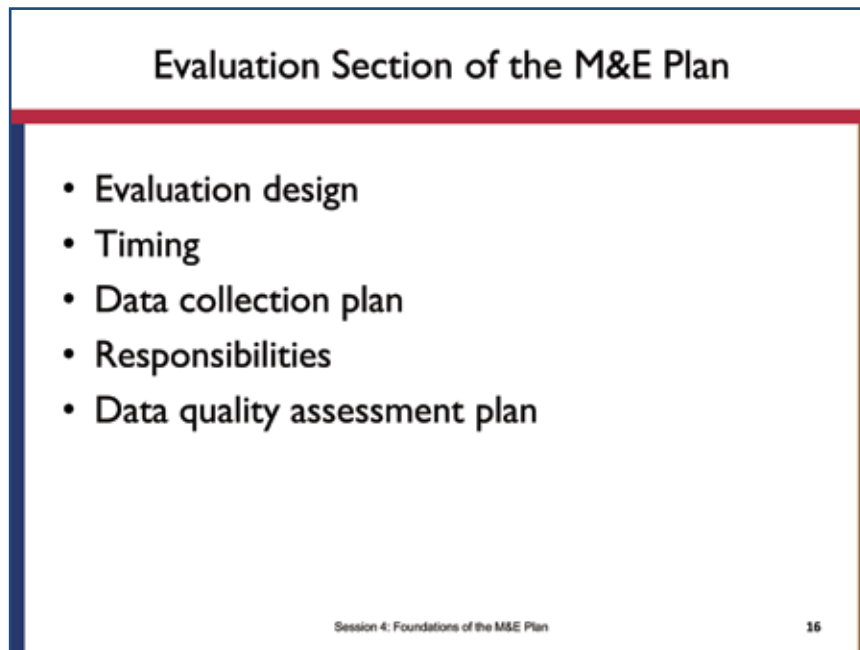 Evaluation Section of the M&E Plan
• Evaluation design
• Timing
• Data collection plan
• Responsibilities
• Data quality assessment plan
Session 4: Foundations of the M&E Plan
16